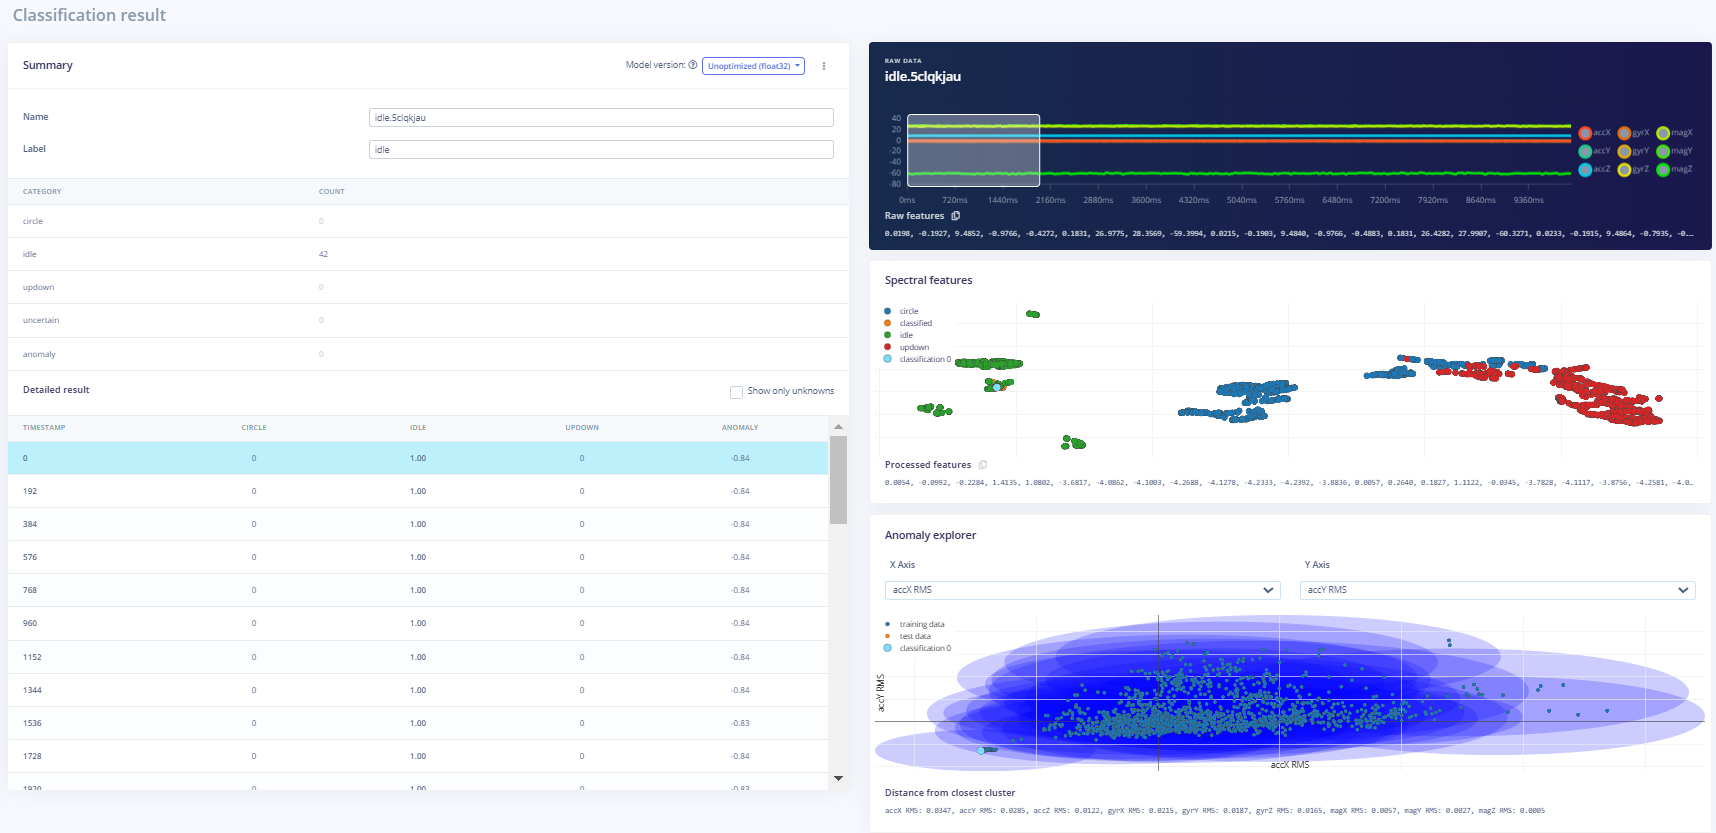 Classification result
Summary
Model version: ? Unoptimized (float32)
Name
idle.5clqkjau
Label
idle
CATEGORY COUNT
circle 0
idle 42
updown 0
uncertain 0
anomaly 0
Detailed result
Show only unknowns
TIMESTAMP CIRCLE IDLE UPDOWN ANOMALY
0 0 1.00 0 -0.84
192 0 1.00 0 -0.84
384 0 1.00 0 -0.84
576 0 1.00 0 -0.84
768 0 1.00 0 -0.84
960 0 1.00 0 -0.84
1152 0 1.00 0 -0.84
1344 0 1.00 0 -0.84
1536 0 1.00 0 -0.83
1728 0 1.00 0 -0.84
1920 0 1.00 0 -0.83
RAW DATA
idle.5clqkjau
40
20
0
-20
-40
-60
-80
0ms 720ms 1440ms 2160ms 2880ms 3600ms 4320ms 5040ms 5760ms 6480ms 7200ms 7920ms 8640ms 9360ms
accX gyrX magX
accY gyrY magY
accZ gyrZ magZ
Raw features
0.0198, -0.1927, 9.4852, -0.9766, -0.4272, 0.1831, 26.9775, 28.3569, -59.3994, 0.0215, -0.1903, 9.4840, -0.9766, -0.4883, 0.1831, 26.4282, 27.9907, -60.3271, 0.0233, -0.1915, 9.4864, -0.7935, -0...
Spectral features
circle
classified
idle
updown
classification 0
Processed features
0.0054, -0.0992, -0.2284, 1.4135, 1.0802, -3.6817, -4.0862, -4.1003, -4.2688, -4.1278, -4.2333, -4.2392, -3.8836, 0.0057, 0.2640, 0.1827, 1.1122, -0.0345, -3.7828, -4.1117, -3.8756, -4.2581, -4.0...
Anomaly explorer
X Axis
accX RMS
Y Axis
accY RMS
training data
test data
classification 0
accY RMS
accX RMS
Distance from closest cluster
accX RMS: 0.0347, accY RMS: 0.0285, accZ RMS: 0.0122, gyrX RMS: 0.0215, gyrY RMS: 0.0187, gyrZ RMS: 0.0165, magX RMS: 0.0057, magY RMS: 0.0027, magZ RMS: 0.0005